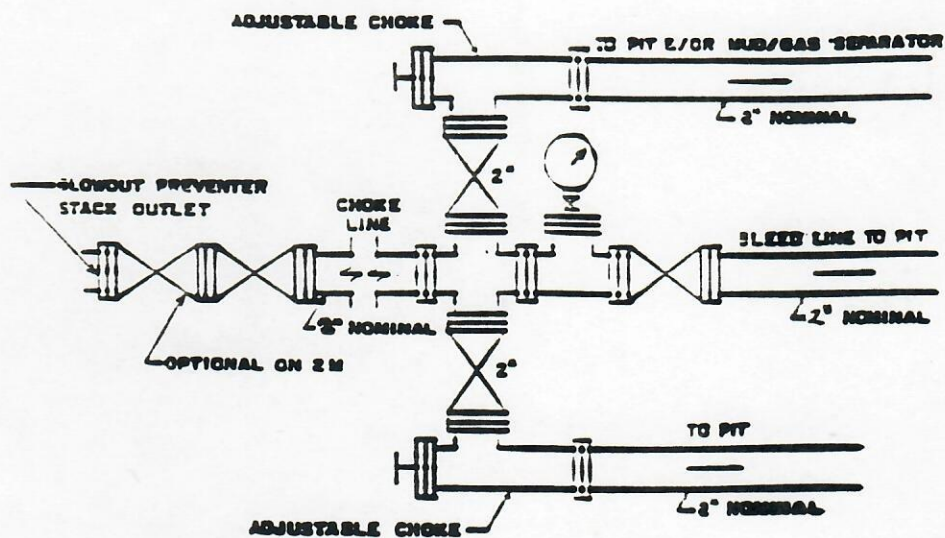 ADJUSTABLE CHOKE
TO PIT &/OR MUD/GAS SEPARATOR
2" NOMINAL
2"
BLOWOUT PREVENTER
STACK OUTLET
CHOKE
LINE
BLEED LINE TO PIT
2" NOMINAL
2" NOMINAL
OPTIONAL ON 2M
2"
TO PIT
2" NOMINAL
ADJUSTABLE CHOKE